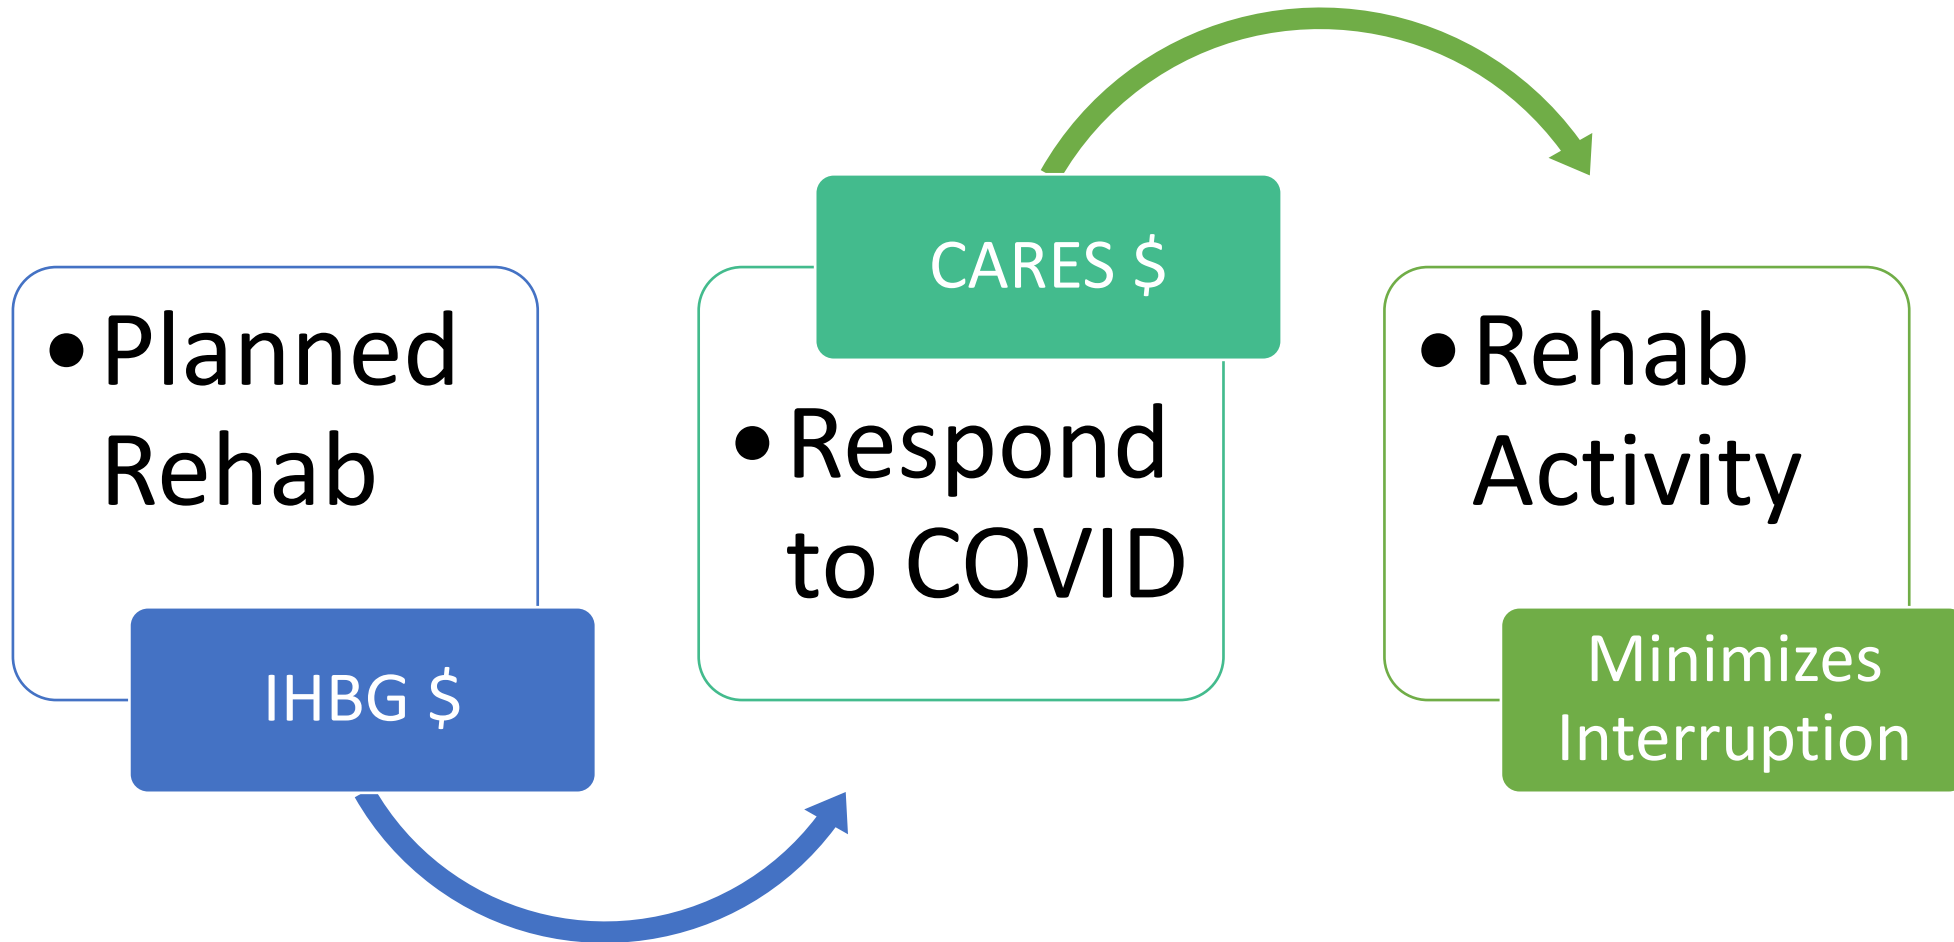 • Planned
Rehab
IHBG $
CARES $
• Respond
to COVID
• Rehab
Activity
Minimizes
Interruption